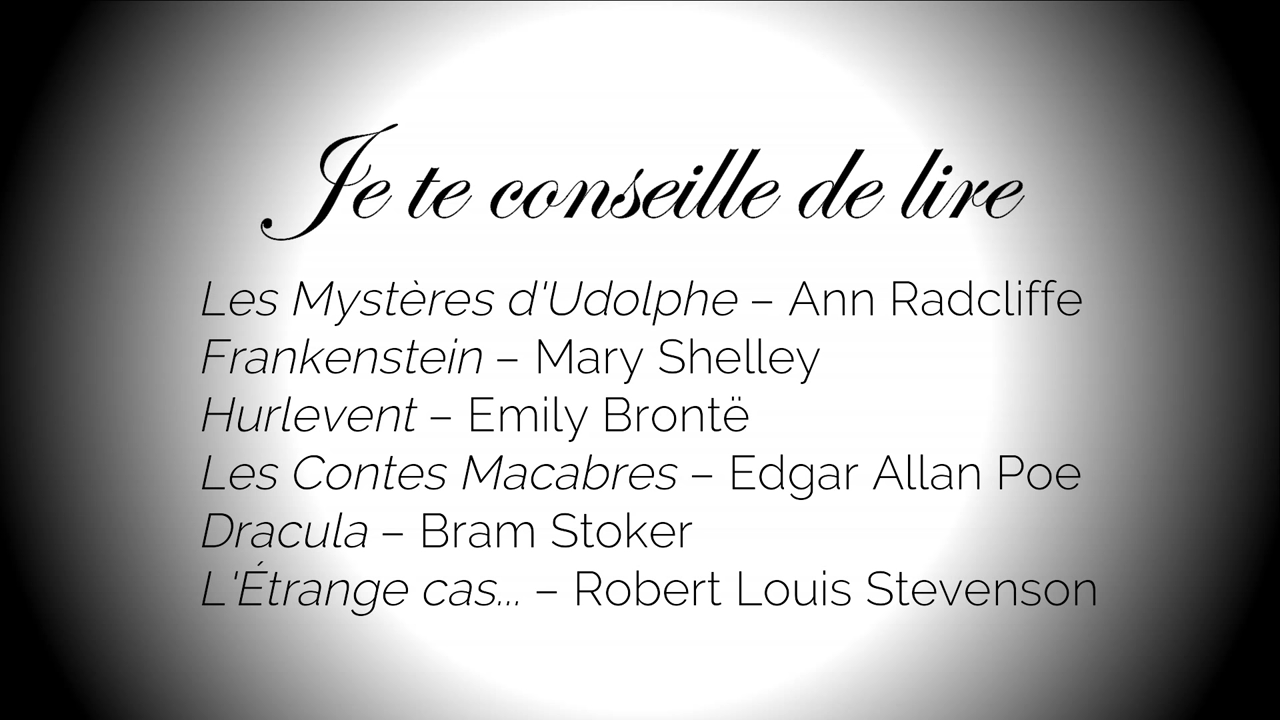 Je te conseille de lire
Les Mystères d'Udolphe – Ann Radcliffe
Frankenstein – Mary Shelley
Hurlevent – Emily Brontë
Les Contes Macabres – Edgar Allan Poe
Dracula – Bram Stoker
L'Étrange cas... – Robert Louis Stevenson